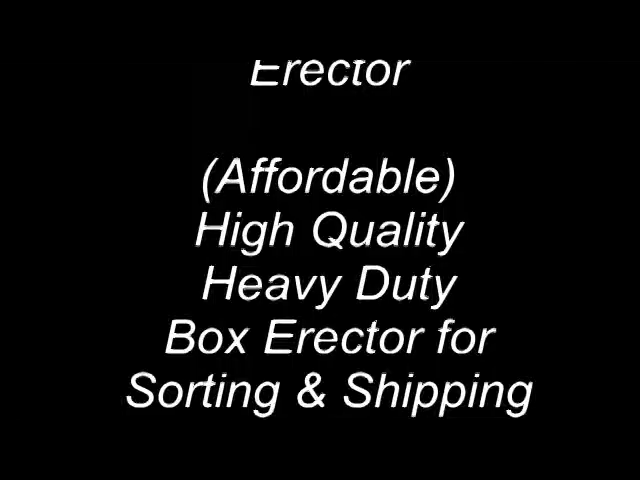 Erector
(Affordable)
High Quality
Heavy Duty
Box Erector for
Sorting & Shipping